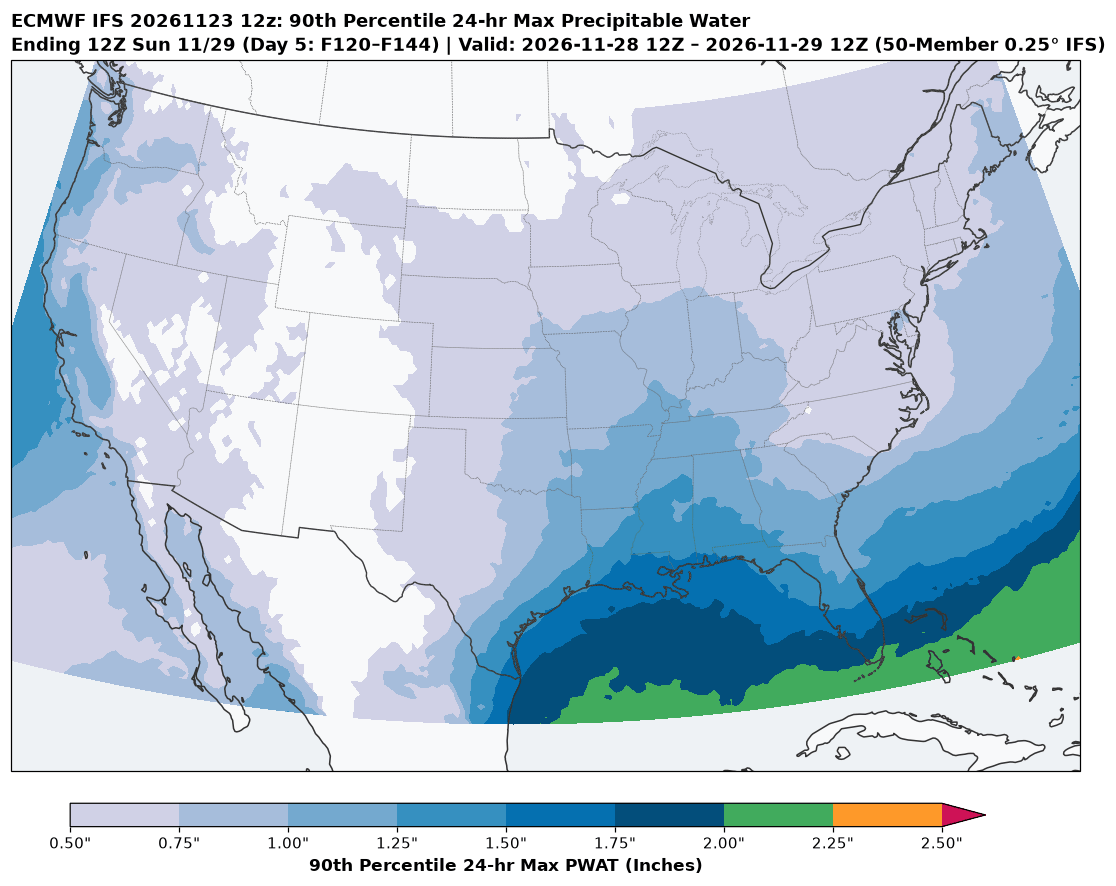 ECMWF IFS 20261123 12z: 90th Percentile 24-hr Max Precipitable Water
Ending 12Z Sun 11/29 (Day 5: F120–F144) | Valid: 2026-11-28 12Z – 2026-11-29 12Z (50-Member 0.25° IFS)
0.50" 0.75" 1.00" 1.25" 1.50" 1.75" 2.00" 2.25" 2.50"
90th Percentile 24-hr Max PWAT (Inches)